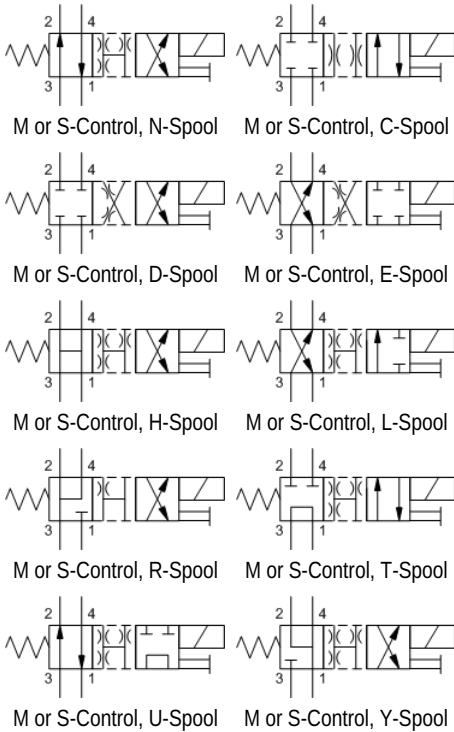 2 4 2 4
3 1 3 1
M or S-Control, N-Spool M or S-Control, C-Spool
2 4 2 4
3 1 3 1
M or S-Control, D-Spool M or S-Control, E-Spool
2 4 2 4
3 1 3 1
M or S-Control, H-Spool M or S-Control, L-Spool
2 4 2 4
3 1 3 1
M or S-Control, R-Spool M or S-Control, T-Spool
2 4 2 4
3 1 3 1
M or S-Control, U-Spool M or S-Control, Y-Spool